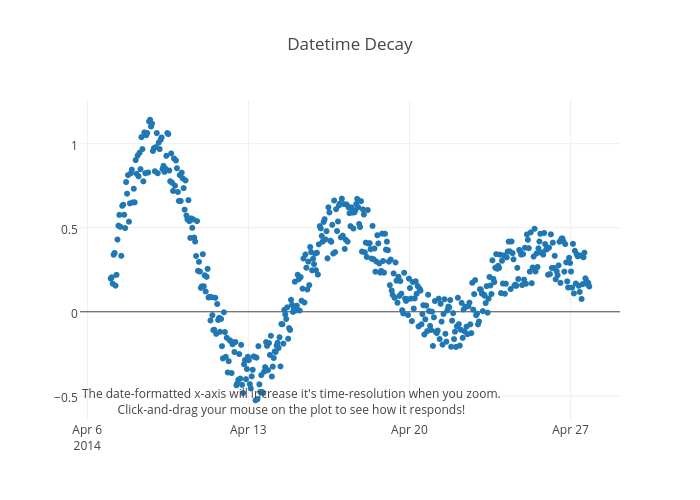 Datetime Decay
1
0.5
0
−0.5
The date-formatted x-axis will increase it's time-resolution when you zoom.
Click-and-drag your mouse on the plot to see how it responds!
Apr 6 Apr 13 Apr 20 Apr 27
2014